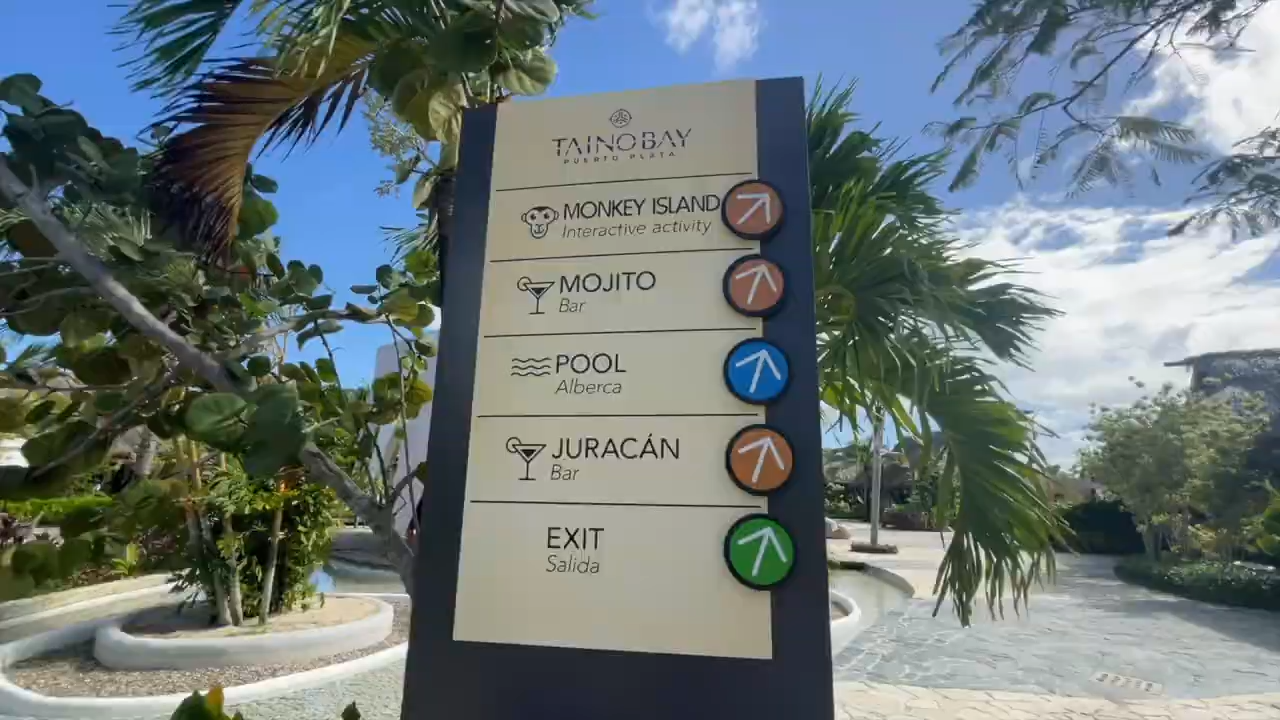 TAINO BAY
PUERTO PLATA
MONKEY ISLAND
Interactive activity
MOJITO
Bar
POOL
Alberca
JURACÁN
Bar
EXIT
Salida